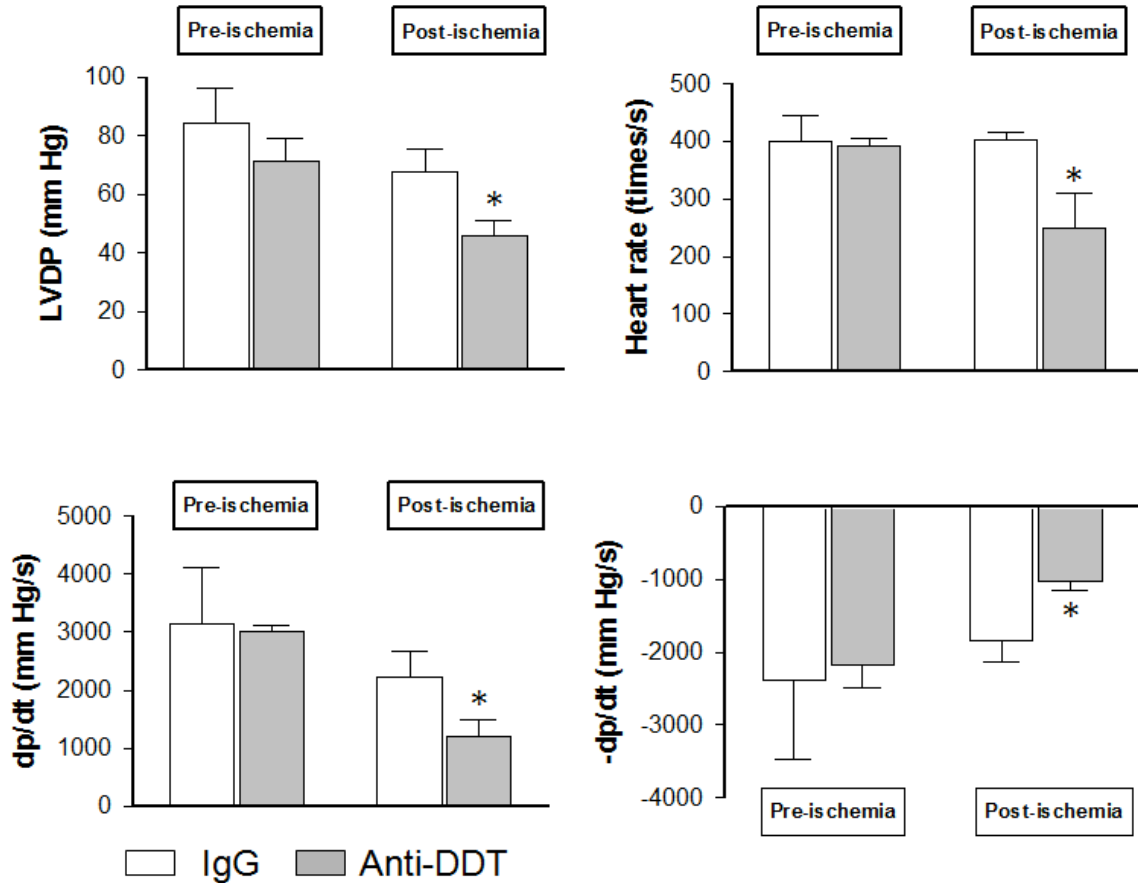 Pre-ischemia
Post-ischemia
LVDP (mm Hg)
100
80
60
40
20
0
*
Pre-ischemia
Post-ischemia
Heart rate (times/s)
500
400
300
200
100
0
*
Pre-ischemia
Post-ischemia
dp/dt (mm Hg/s)
5000
4000
3000
2000
1000
0
*
-dp/dt (mm Hg/s)
0
-1000
-2000
-3000
-4000
*
Pre-ischemia
Post-ischemia
IgG
Anti-DDT